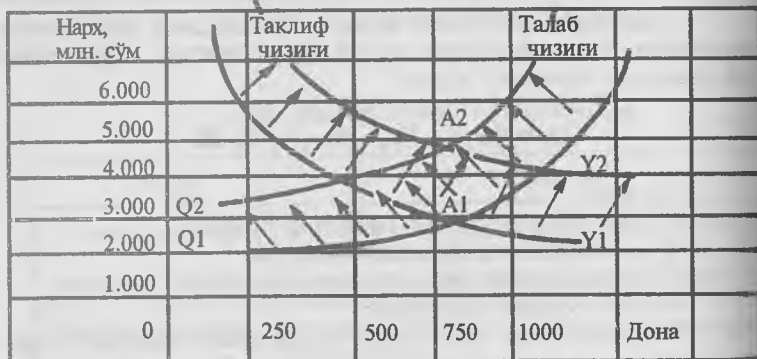 Нарх,
млн. сўм
Таклиф
чизиғи
Талаб
чизиғи
6.000
5.000
A2
4.000
Y2
3.000
Q2
A1
2.000
Q1
Y1
1.000
0
250
500
750
1000
Дона